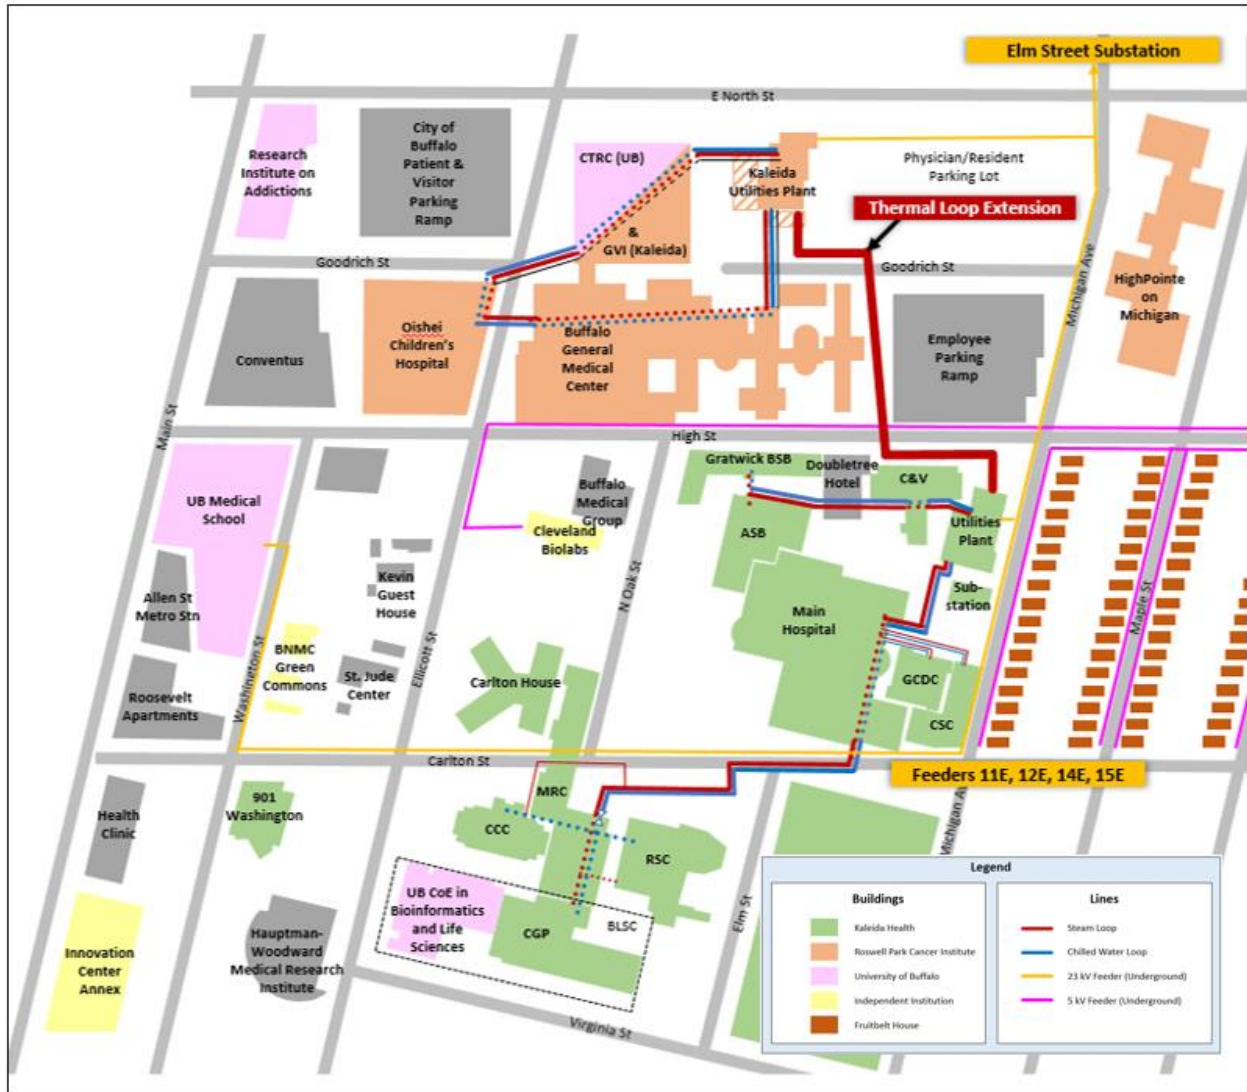 Elm Street Substation
E North St
City of
Buffalo
Patient &
Visitor
Parking
Ramp
Research
Institute on
Addictions
CTRC (UB)
&
GVI (Kaleida)
Kaleida
Utilities Plant
Physician/Resident
Parking Lot
Thermal Loop Extension
Goodrich St
Goodrich St
Michigan Ave
HighPointe
on
Michigan
Conventus
Oishei
Children's
Hospital
Buffalo
General
Medical
Center
Employee
Parking
Ramp
Main St
High St
UB Medical
School
Buffalo
Medical
Group
Cleveland
Biolabs
Gratwick BSB
Doubletree
Hotel
C&V
ASB
Utilities
Plant
Sub-
station
Main
Hospital
Maple St
N Oak St
Allen St
Metro Stn
Kevin
Guest
House
Ellicott St
Washington St
BNMC
Green
Commons
St. Jude
Center
Carlton House
GCDC
CSC
Roosevelt
Apartments
Carlton St
Feeders 11E, 12E, 14E, 15E
Michigan Av
Health
Clinic
901
Washington
MRC
CCC
RSC
UB CoE in
Bioinformatics
and Life
Sciences
CGP
BLSC
Elm St
Innovation
Center
Annex
Hauptman-
Woodward
Medical Research
Institute
Virginia St
Legend
Buildings
Kaleida Health
Roswell Park Cancer Institute
University of Buffalo
Independent Institution
Fruitbelt House
Lines
Steam Loop
Chilled Water Loop
23 kV Feeder (Underground)
5 kV Feeder (Underground)